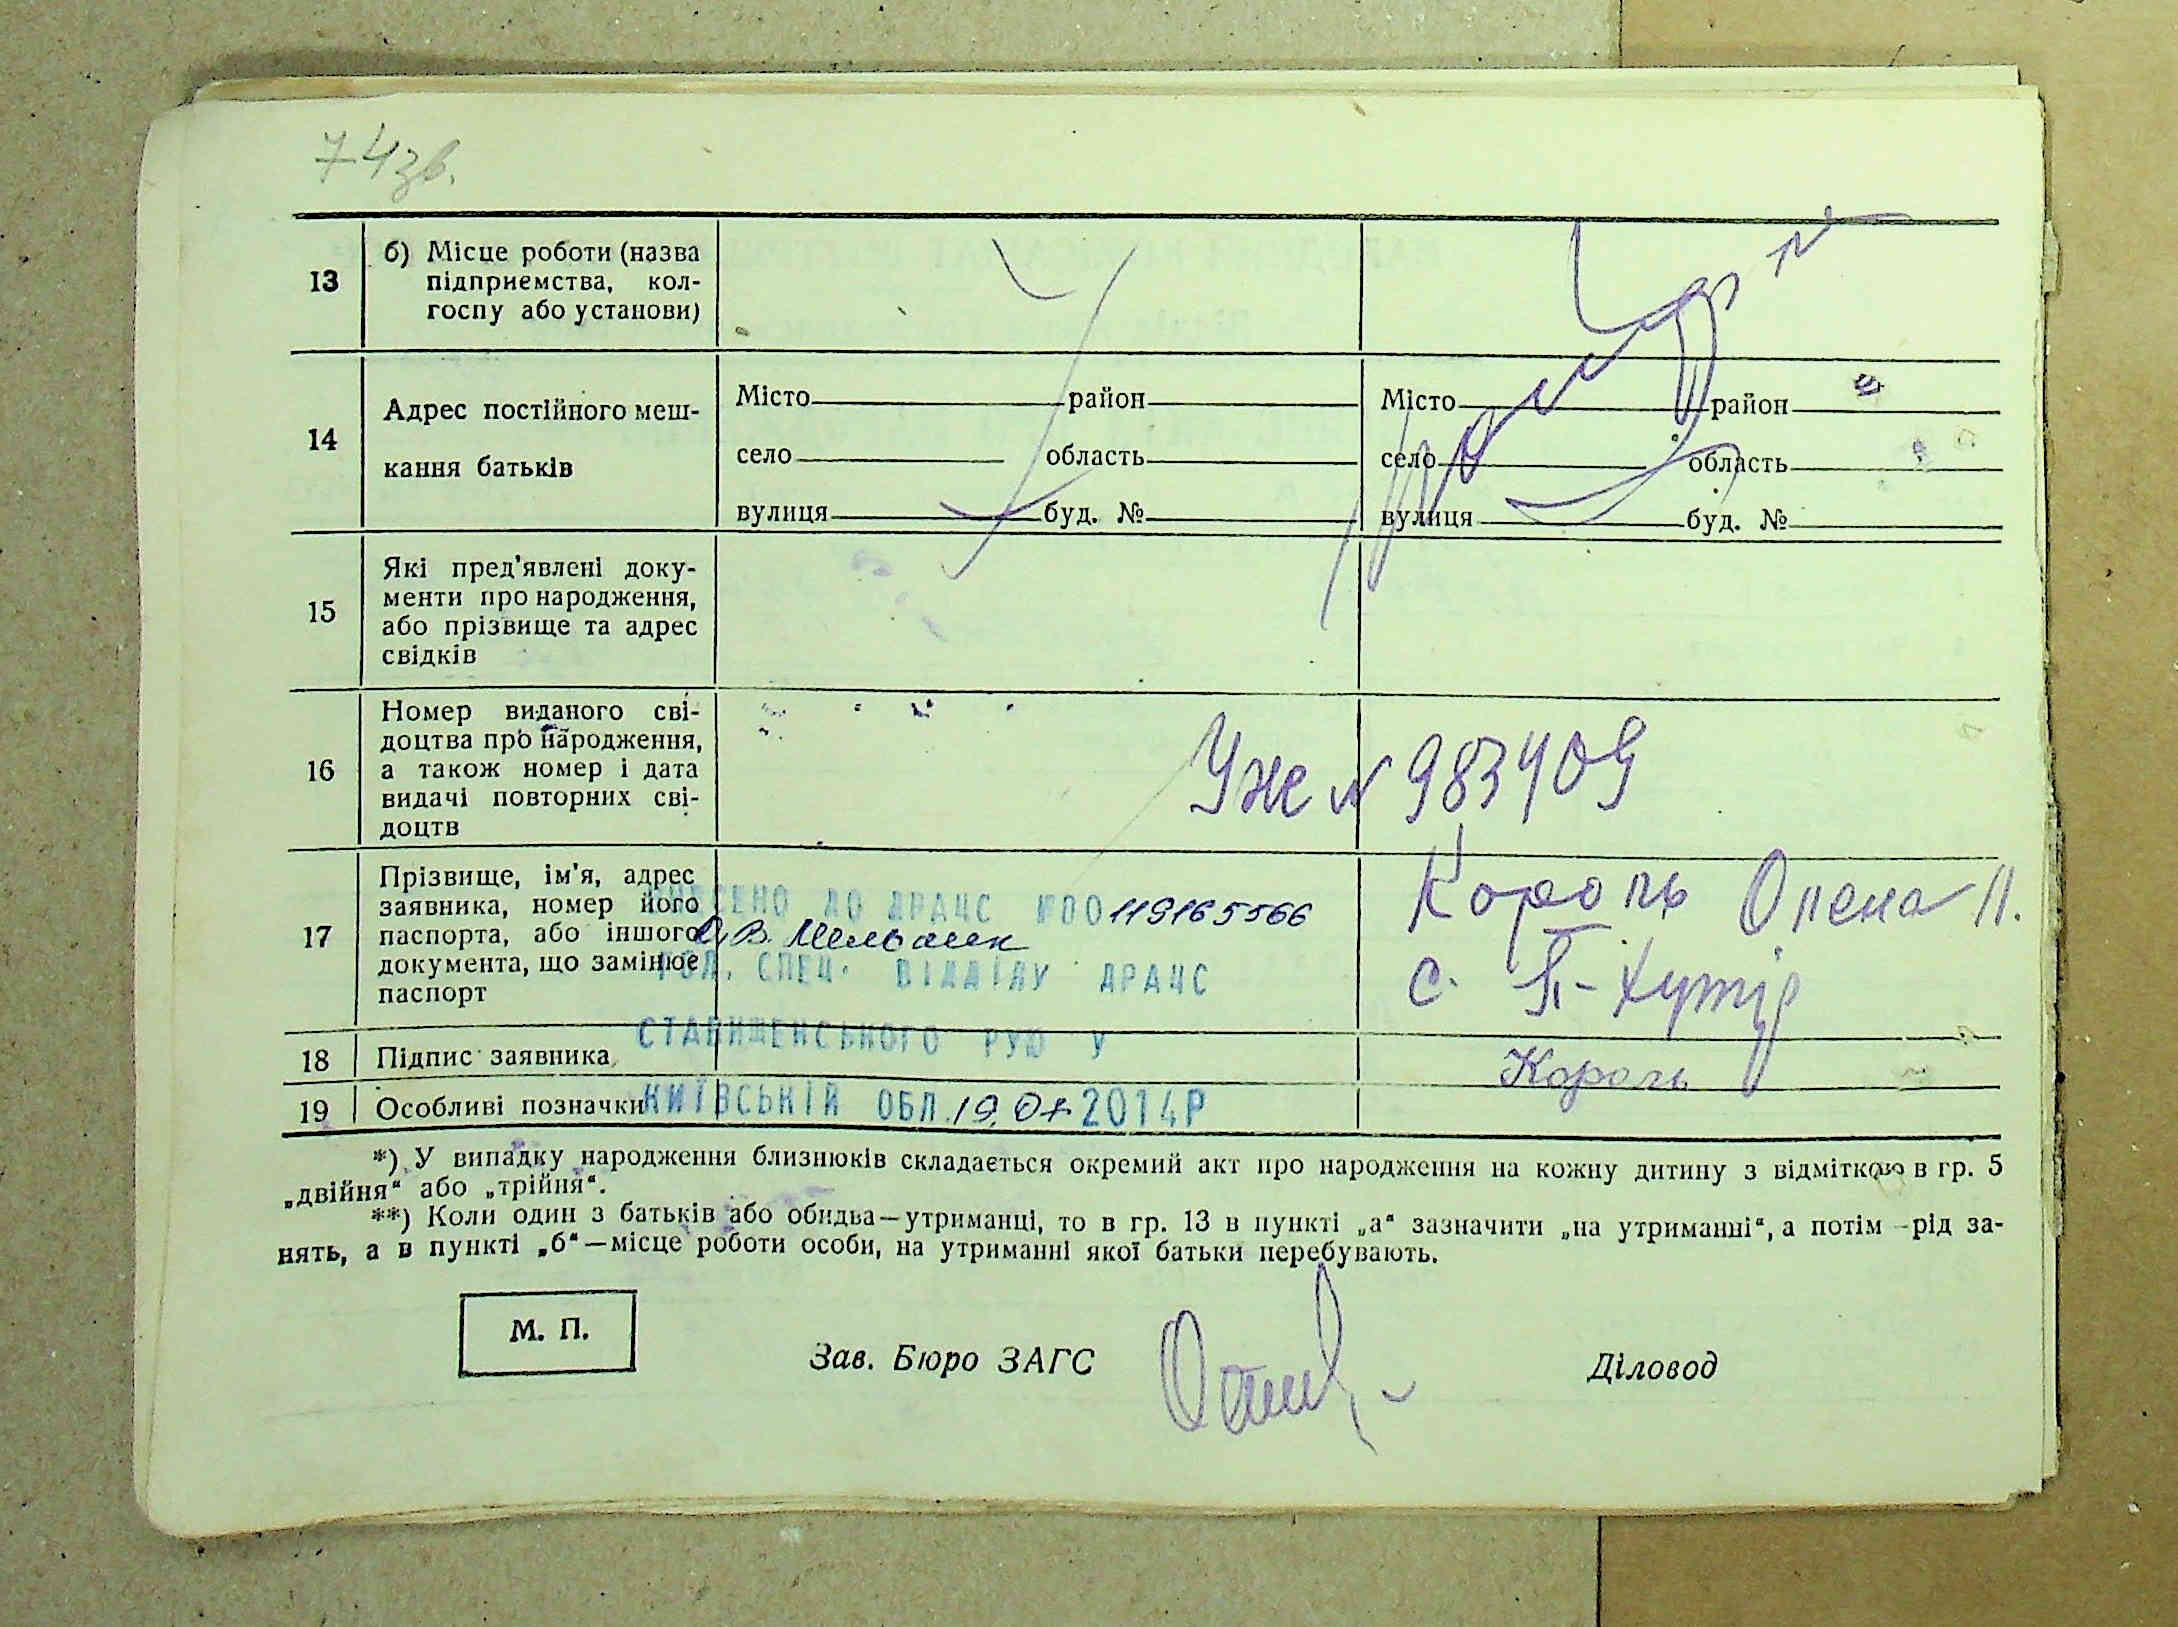 74зв.
13 б) Місце роботи (назва
підприємства, кол-
госпу або установи)
14 Адрес постійного меш-
кання батьків
Місто район
село область
вулиця буд. №
Місто район
село область
вулиця буд. №
15 Які пред'явлені доку-
менти про народження,
або прізвище та адрес
свідків
16 Номер виданого сві-
доцтва про народження,
а також номер і дата
видачі повторних сві-
доцтв
УЖ № 983409
17 Прізвище, ім'я, адрес
заявника, номер його
паспорта, або іншого
документа, що замінює
паспорт
ВНЕСЕНО ДО ДРАЦС №00119165566
ГОЛ. СПЕЦ. ВІДДІЛУ ДРАЦС
СТАВИЩЕНСЬКОГО РУЮ У
КИЇВСЬКІЙ ОБЛ. 19.07 2014Р
Король Олена П.
с. П-Хутір
18 Підпис заявника
Король
19 Особливі позначки
*) У випадку народження близнюків складається окремий акт про народження на кожну дитину з відміткою в гр. 5
„двійня“ або „трійня“.
**) Коли один з батьків або обидва—утриманці, то в гр. 13 в пункті „а“ зазначити „на утриманні“, а потім—рід за-
нять, а в пункті „б“—місце роботи особи, на утриманні якої батьки перебувають.
М. П.
Зав. Бюро ЗАГС
Діловод